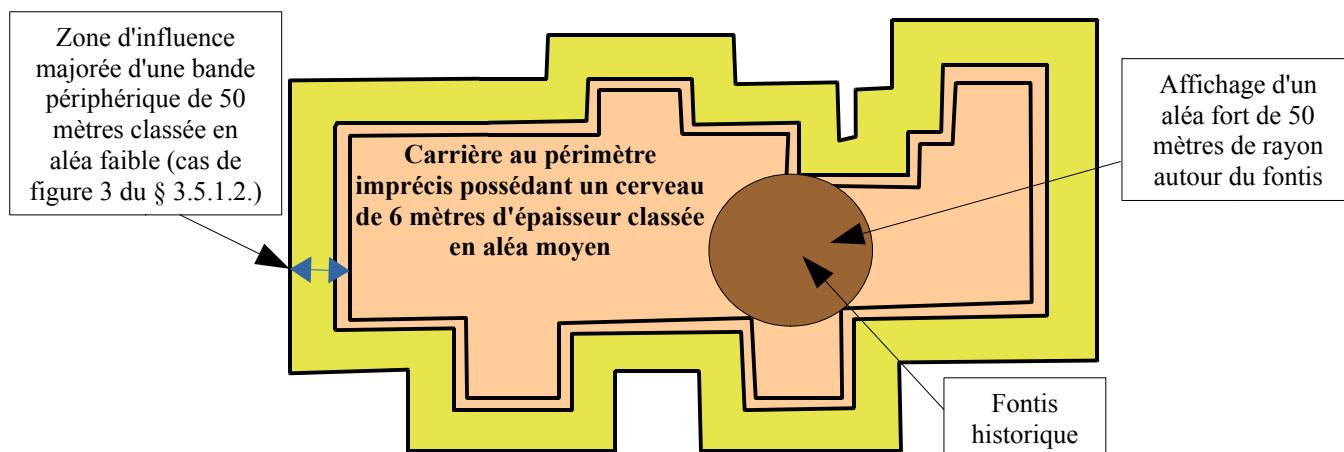 Zone d'influence
majorée d'une bande
périphérique de 50
mètres classée en
aléa faible (cas de
figure 3 du § 3.5.1.2.)
Carrière au périmètre
imprécis possédant un cerveau
de 6 mètres d'épaisseur classée
en aléa moyen
Affichage d'un
aléa fort de 50
mètres de rayon
autour du fontis
Fontis
historique